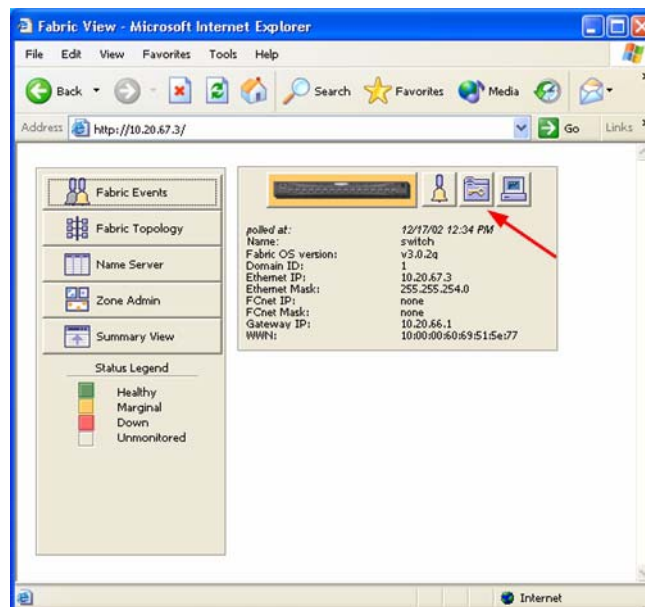 Fabric View - Microsoft Internet Explorer
File Edit View Favorites Tools Help
Back Search Favorites Media
Address http://10.20.67.3/ Go Links
Fabric Events
Fabric Topology
Name Server
Zone Admin
Summary View
Status Legend
Healthy
Marginal
Down
Unmonitored
polled at: 12/17/02 12:34 PM
Name: switch
Fabric OS version: v3.0.2q
Domain ID: 1
Ethernet IP: 10.20.67.3
Ethernet Mask: 255.255.254.0
FCnet IP: none
FCnet Mask: none
Gateway IP: 10.20.66.1
WWN: 10:00:00:60:69:51:5e:77
Internet